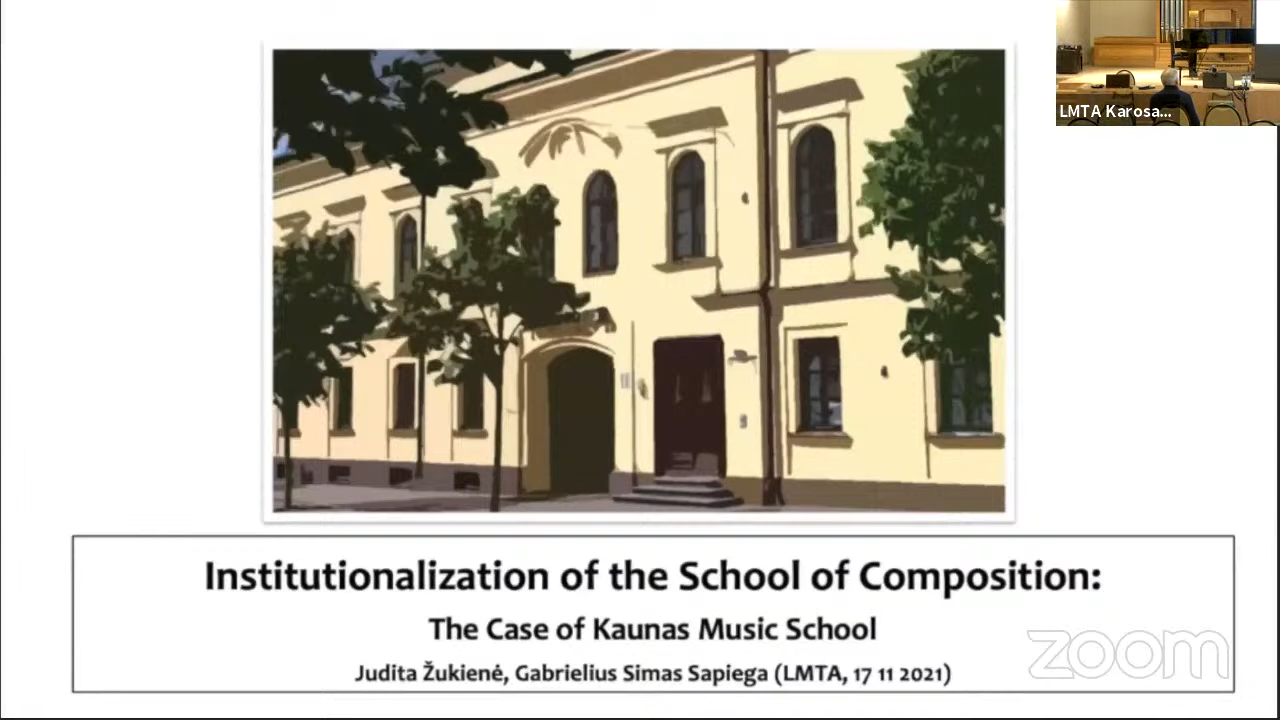 LMTA Karosa...
Institutionalization of the School of Composition:
The Case of Kaunas Music School
Judita Žukienė, Gabrielius Simas Sapiega (LMTA, 17 11 2021)
zoom